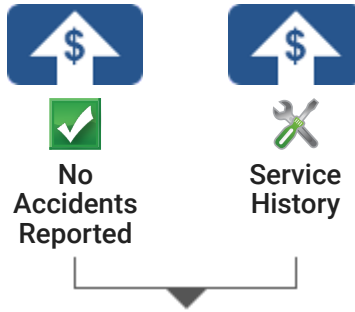 $
$
No
Accidents
Reported
Service
History